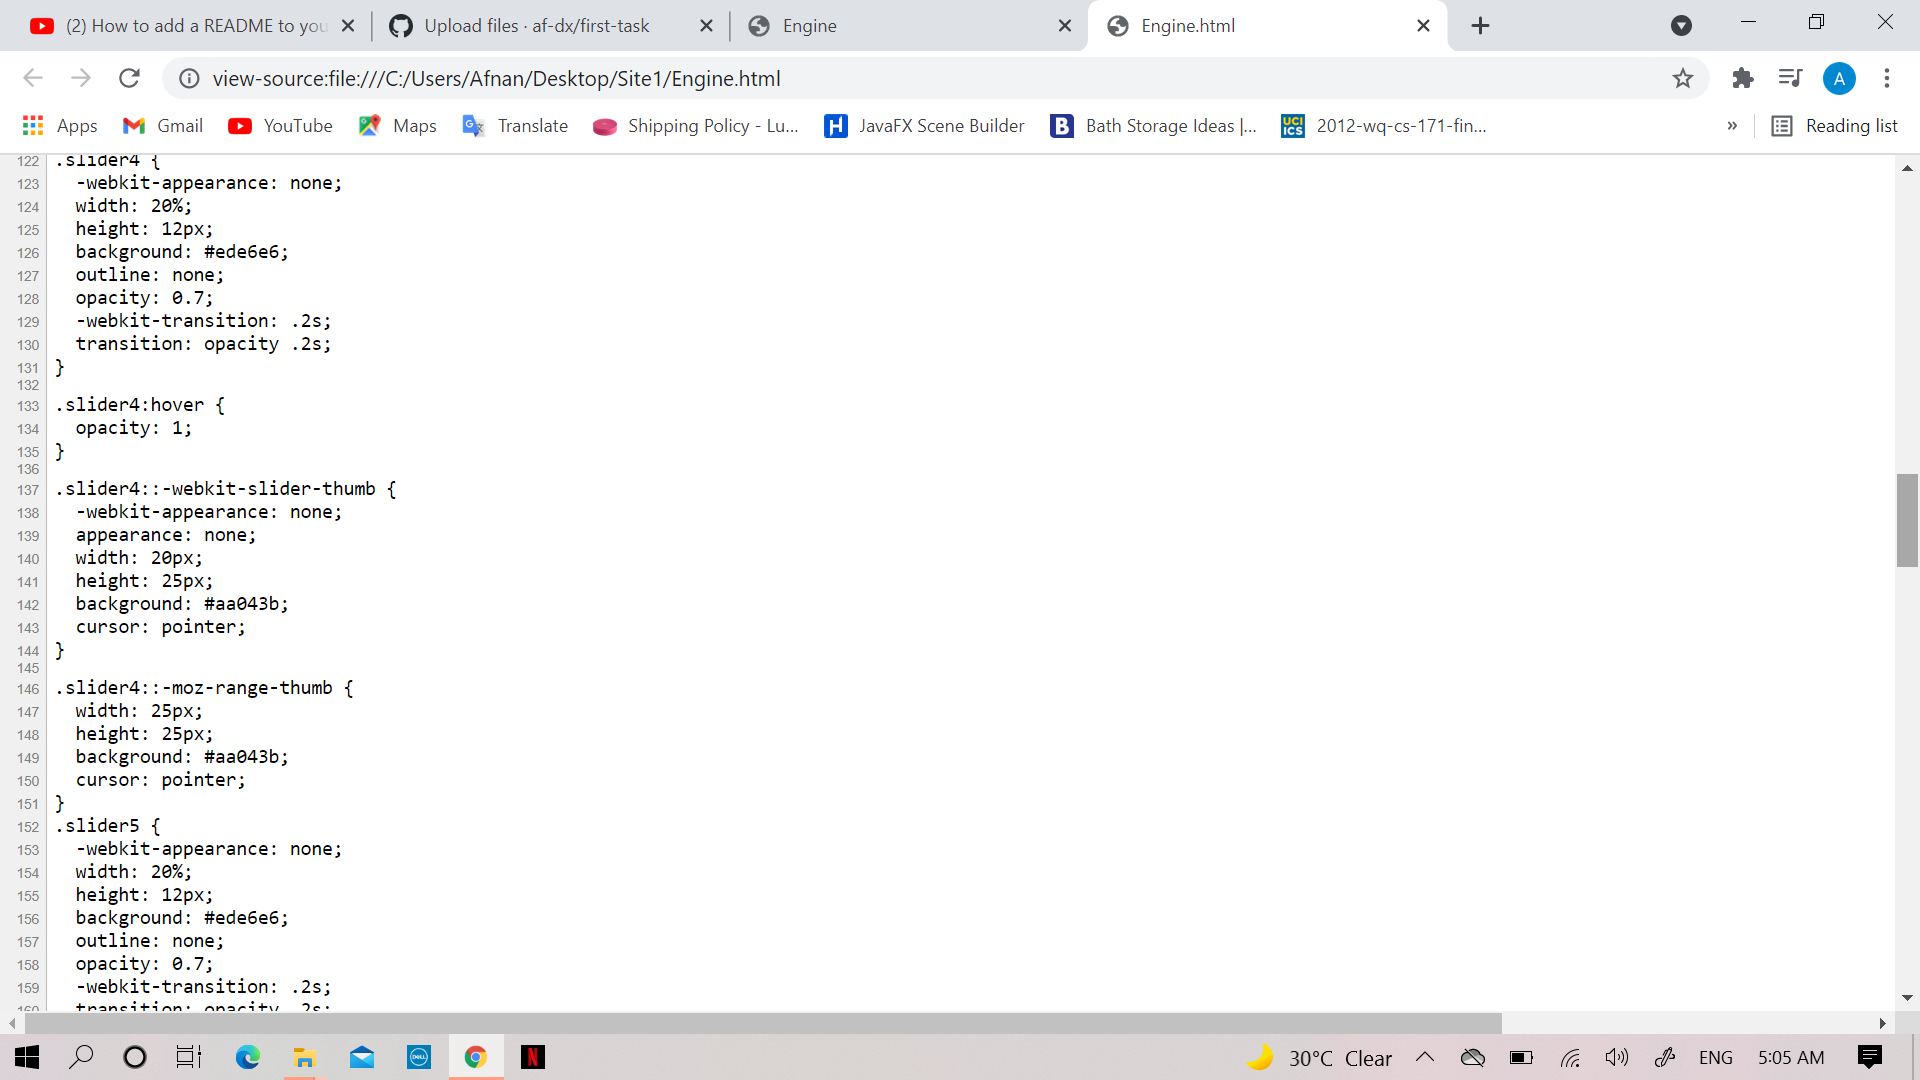 (2) How to add a README to you
Upload files · af-dx/first-task
Engine
Engine.html
view-source:file:///C:/Users/Afnan/Desktop/Site1/Engine.html
A
Apps
Gmail
YouTube
Maps
Translate
Shipping Policy - Lu...
H JavaFX Scene Builder
B Bath Storage Ideas |...
UCI ICS 2012-wq-cs-171-fin...
»
Reading list
122 .slider4 {
123 -webkit-appearance: none;
124 width: 20%;
125 height: 12px;
126 background: #ede6e6;
127 outline: none;
128 opacity: 0.7;
129 -webkit-transition: .2s;
130 transition: opacity .2s;
131 }
132
133 .slider4:hover {
134 opacity: 1;
135 }
136
137 .slider4::-webkit-slider-thumb {
138 -webkit-appearance: none;
139 appearance: none;
140 width: 20px;
141 height: 25px;
142 background: #aa043b;
143 cursor: pointer;
144 }
145
146 .slider4::-moz-range-thumb {
147 width: 25px;
148 height: 25px;
149 background: #aa043b;
150 cursor: pointer;
151 }
152 .slider5 {
153 -webkit-appearance: none;
154 width: 20%;
155 height: 12px;
156 background: #ede6e6;
157 outline: none;
158 opacity: 0.7;
159 -webkit-transition: .2s;
160 transition: opacity .2s;
DELL
N
30°C Clear
ENG
5:05 AM